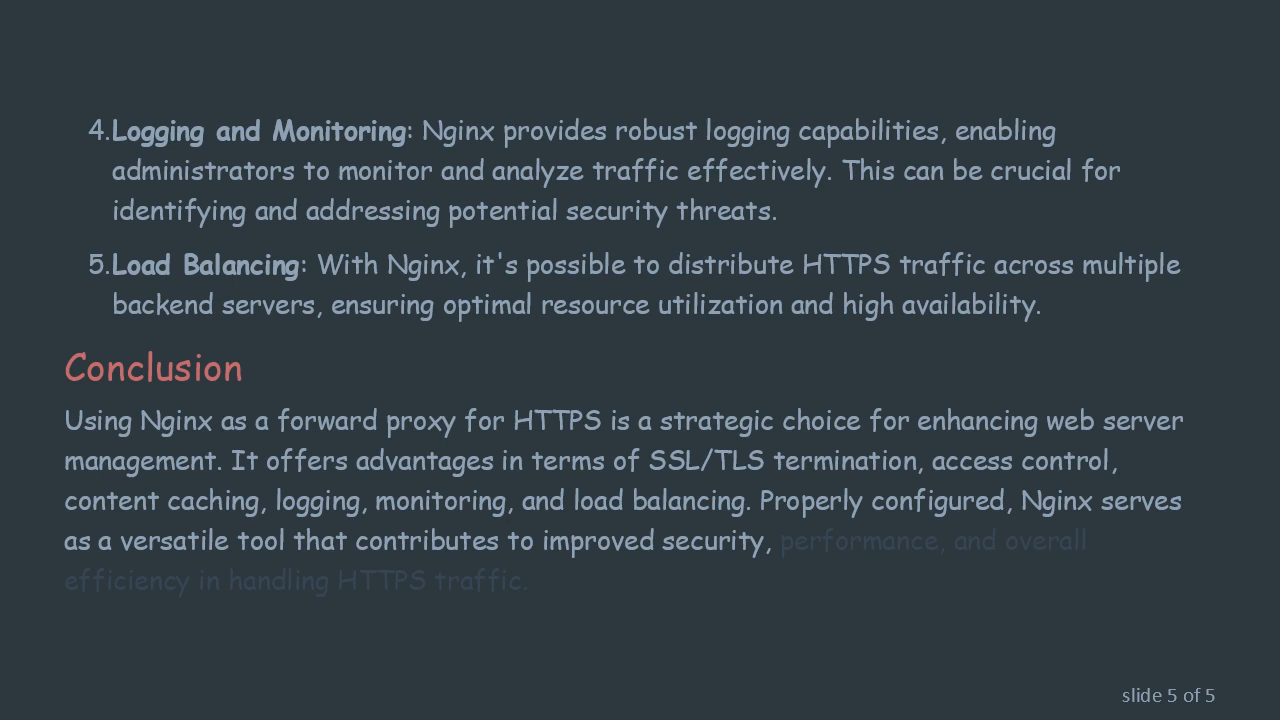 4.Logging and Monitoring: Nginx provides robust logging capabilities, enabling
administrators to monitor and analyze traffic effectively. This can be crucial for
identifying and addressing potential security threats.
5.Load Balancing: With Nginx, it's possible to distribute HTTPS traffic across multiple
backend servers, ensuring optimal resource utilization and high availability.
Conclusion
Using Nginx as a forward proxy for HTTPS is a strategic choice for enhancing web server
management. It offers advantages in terms of SSL/TLS termination, access control,
content caching, logging, monitoring, and load balancing. Properly configured, Nginx serves
as a versatile tool that contributes to improved security, performance, and overall
efficiency in handling HTTPS traffic.
slide 5 of 5